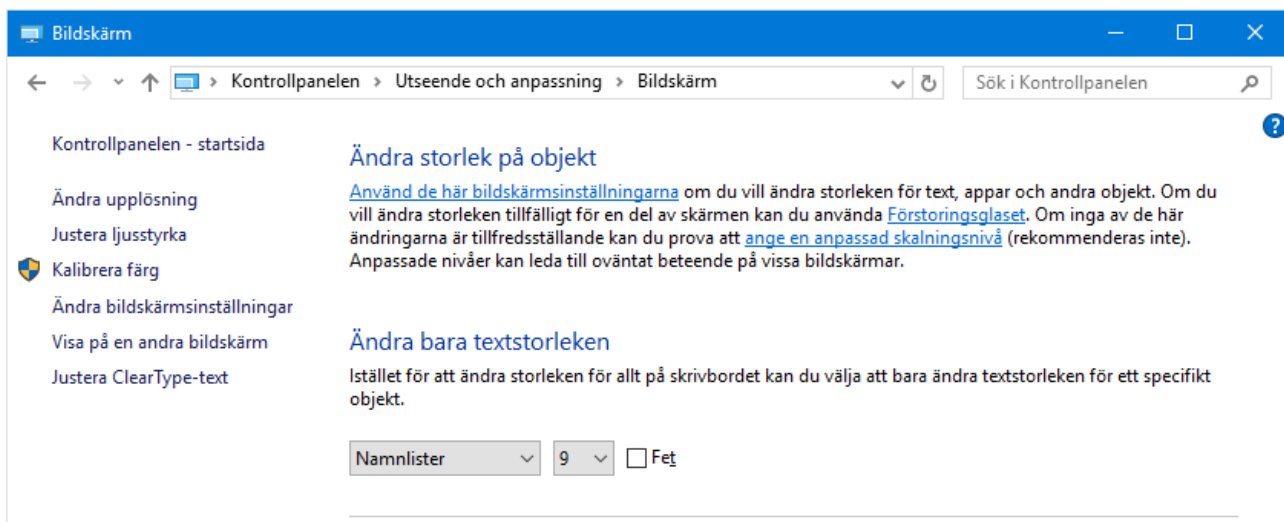 Bildskärm
Kontrollpanelen > Utseende och anpassning > Bildskärm
Sök i Kontrollpanelen
Kontrollpanelen - startsida
Ändra upplösning
Justera ljusstyrka
Kalibrera färg
Ändra bildskärmsinställningar
Visa på en andra bildskärm
Justera ClearType-text
Ändra storlek på objekt
Använd de här bildskärmsinställningarna om du vill ändra storleken för text, appar och andra objekt. Om du
vill ändra storleken tillfälligt för en del av skärmen kan du använda Förstoringsglaset. Om inga av de här
ändringarna är tillfredsställande kan du prova att ange en anpassad skalningsnivå (rekommenderas inte).
Anpassade nivåer kan leda till oväntat beteende på vissa bildskärmar.
Ändra bara textstorleken
Istället för att ändra storleken för allt på skrivbordet kan du välja att bara ändra textstorleken för ett specifikt
objekt.
Namnlister 9 Fet